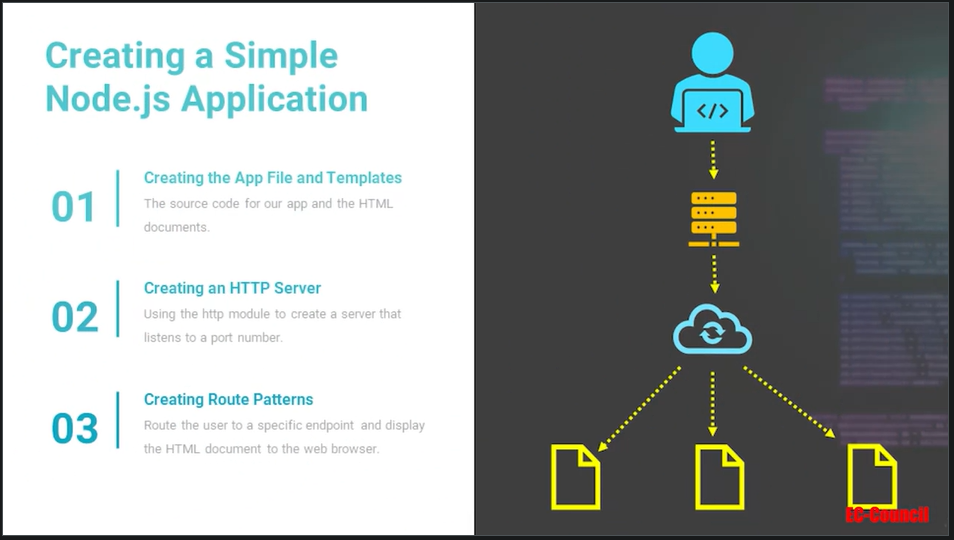 Creating a Simple
Node.js Application
01
Creating the App File and Templates
The source code for our app and the HTML
documents.
02
Creating an HTTP Server
Using the http module to create a server that
listens to a port number.
03
Creating Route Patterns
Route the user to a specific endpoint and display
the HTML document to the web browser.
</>
EC-Council